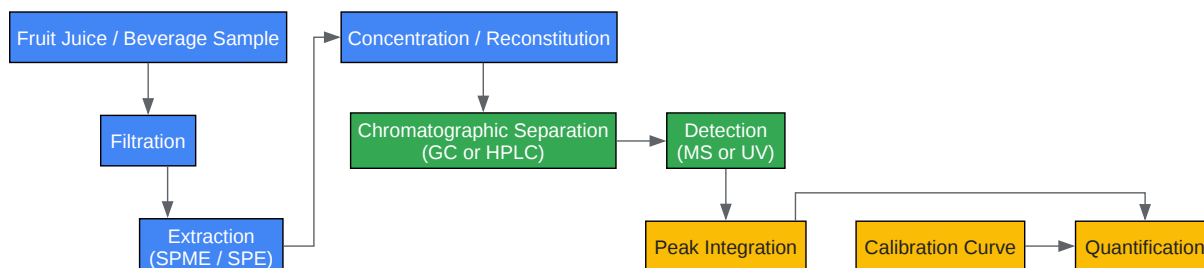 Fruit Juice / Beverage Sample
Filtration
Extraction
(SPME / SPE)
Concentration / Reconstitution
Chromatographic Separation
(GC or HPLC)
Detection
(MS or UV)
Peak Integration
Calibration Curve
Quantification